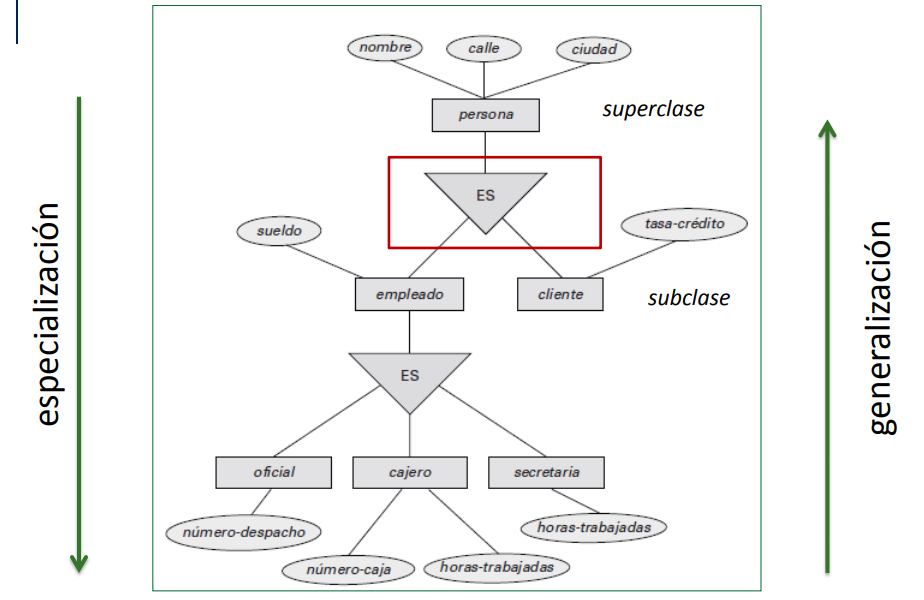 nombre
calle
ciudad
persona
superclase
ES
sueldo
tasa-crédito
empleado
cliente
subclase
especialización
generalización
ES
oficial
cajero
secretaria
número-despacho
horas-trabajadas
número-caja
horas-trabajadas